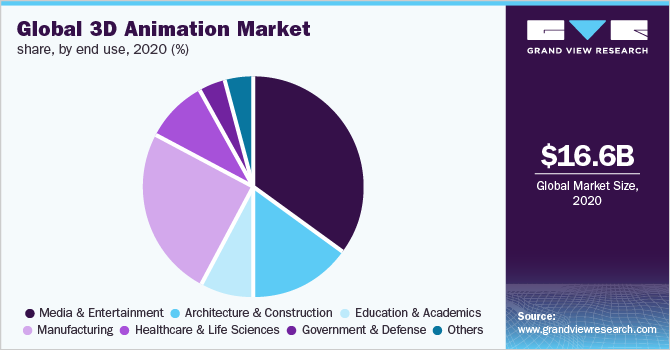 Global 3D Animation Market
share, by end use, 2020 (%)
Media & Entertainment
Architecture & Construction
Education & Academics
Manufacturing
Healthcare & Life Sciences
Government & Defense
Others
GRAND VIEW RESEARCH
$16.6B
Global Market Size,
2020
Source:
www.grandviewresearch.com